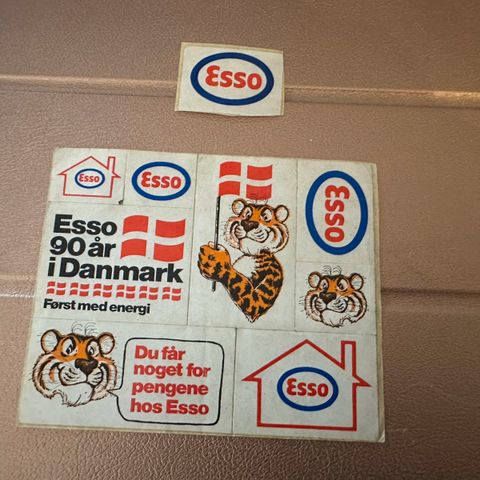 Esso
Esso
Esso
Esso
Esso
90 år
i Danmark
Først med energi
Du får
noget for
pengene
hos Esso
Esso